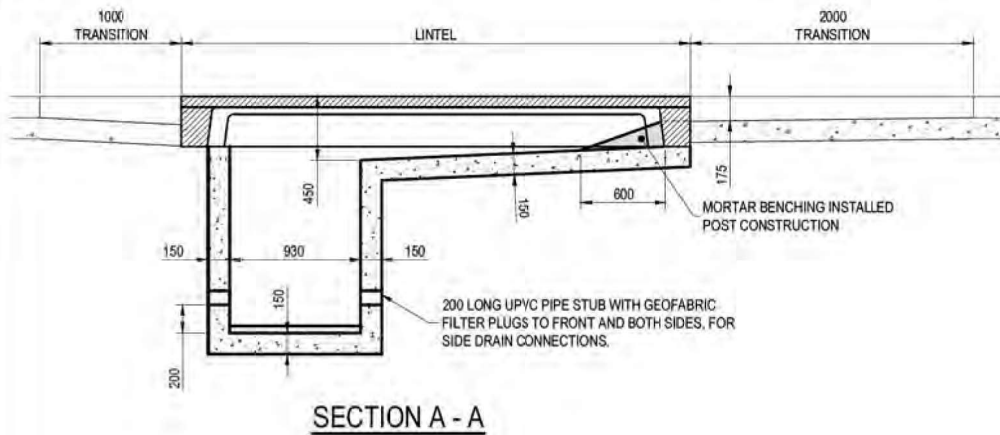 1000
TRANSITION
LINTEL
2000
TRANSITION
450
150
600
175
MORTAR BENCHING INSTALLED
POST CONSTRUCTION
150
930
150
150
200 LONG UPVC PIPE STUB WITH GEOFABRIC
FILTER PLUGS TO FRONT AND BOTH SIDES, FOR
SIDE DRAIN CONNECTIONS.
200
SECTION A - A